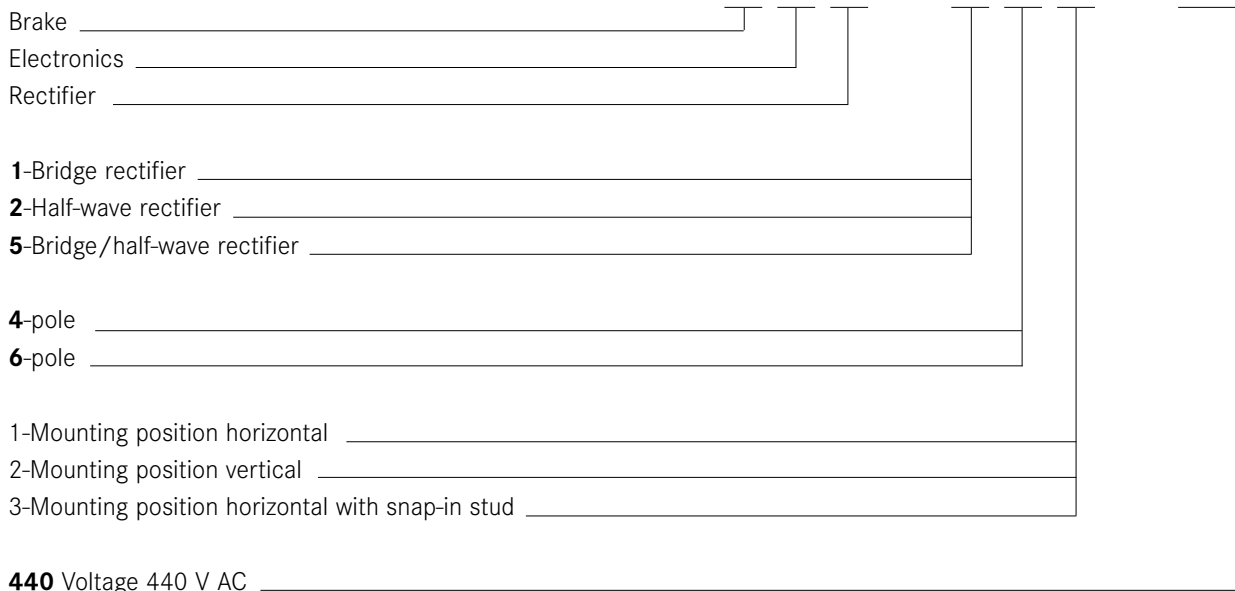 Brake
Electronics
Rectifier
1-Bridge rectifier
2-Half-wave rectifier
5-Bridge/half-wave rectifier
4-pole
6-pole
1-Mounting position horizontal
2-Mounting position vertical
3-Mounting position horizontal with snap-in stud
440 Voltage 440 V AC